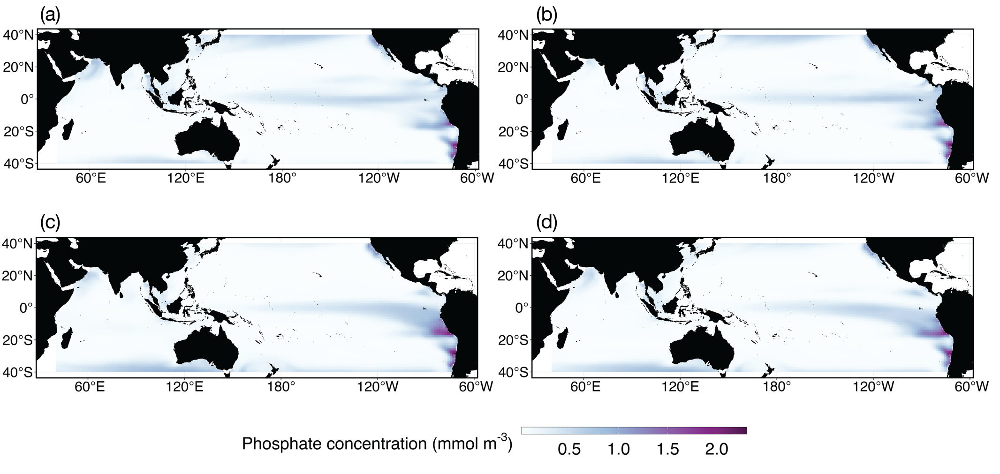 (a) (b)
40°N 40°N
20°N 20°N
0° 0°
20°S 20°S
40°S 40°S
60°E 120°E 180° 120°W 60°W 60°E 120°E 180° 120°W 60°W
(c) (d)
40°N 40°N
20°N 20°N
0° 0°
20°S 20°S
40°S 40°S
60°E 120°E 180° 120°W 60°W 60°E 120°E 180° 120°W 60°W
Phosphate concentration (mmol m⁻³)
0.5 1.0 1.5 2.0